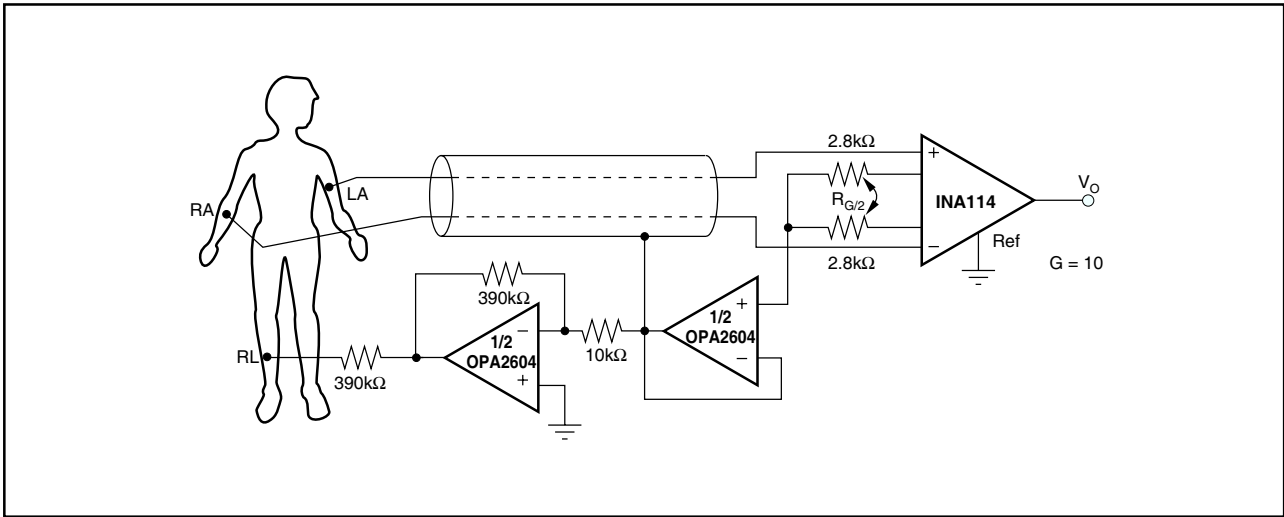 2.8kΩ
+
LA
RA
R_G/2
INA114
V_O
Ref
−
2.8kΩ
G = 10
390kΩ
+
1/2
OPA2604
−
10kΩ
−
1/2
OPA2604
+
RL
390kΩ